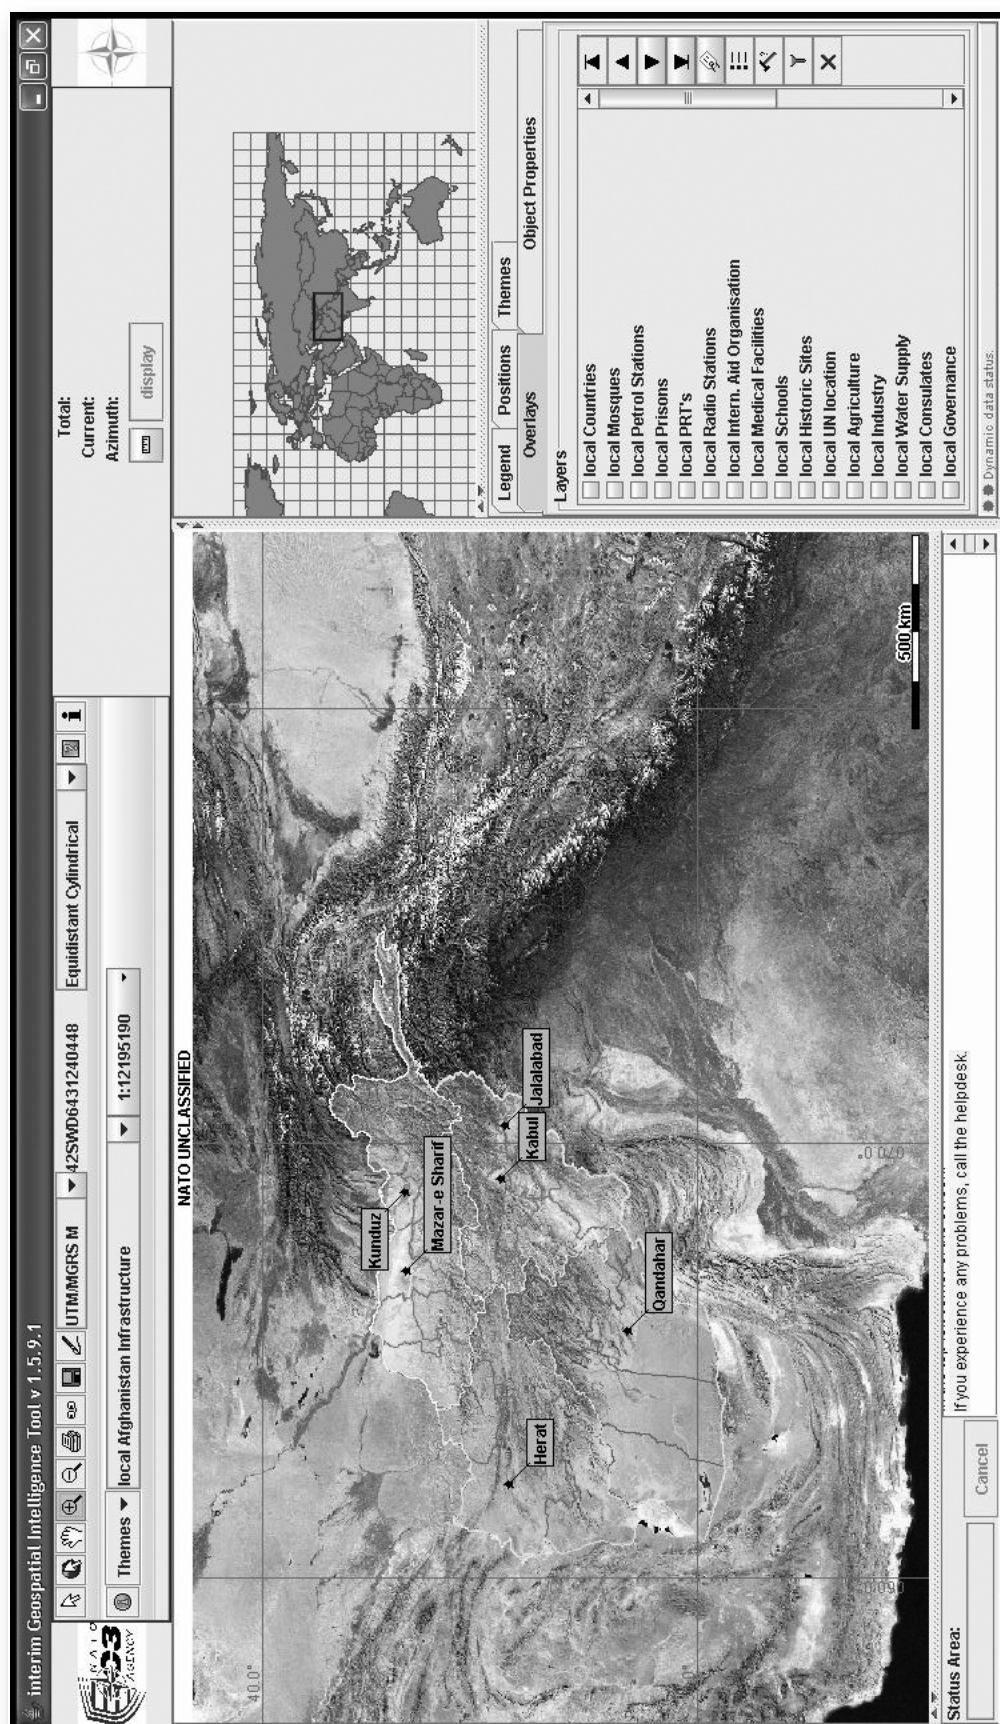 interim Geospatial Intelligence Tool v 1.5.9.1
NATO
AGENCY
UTM/MGRS M
42SWD6431240448
Equidistant Cylindrical
Themes
local Afghanistan Infrastructure
1:12195190
Total:
Current:
Azimuth:
display
NATO UNCLASSIFIED
40.0°
Kunduz
Mazar-e Sharif
Herat
Kabul
Jalalabad
Qandahar
500 km
Legend
Positions
Themes
Overlays
Object Properties
Layers
local Countries
local Mosques
local Petrol Stations
local Prisons
local PRT's
local Radio Stations
local Intern. Aid Organisation
local Medical Facilities
local Schools
local Historic Sites
local UN location
local Agriculture
local Industry
local Water Supply
local Consulates
local Governance
Dynamic data status.
Status Area:
Cancel
If you experience any problems, call the helpdesk.